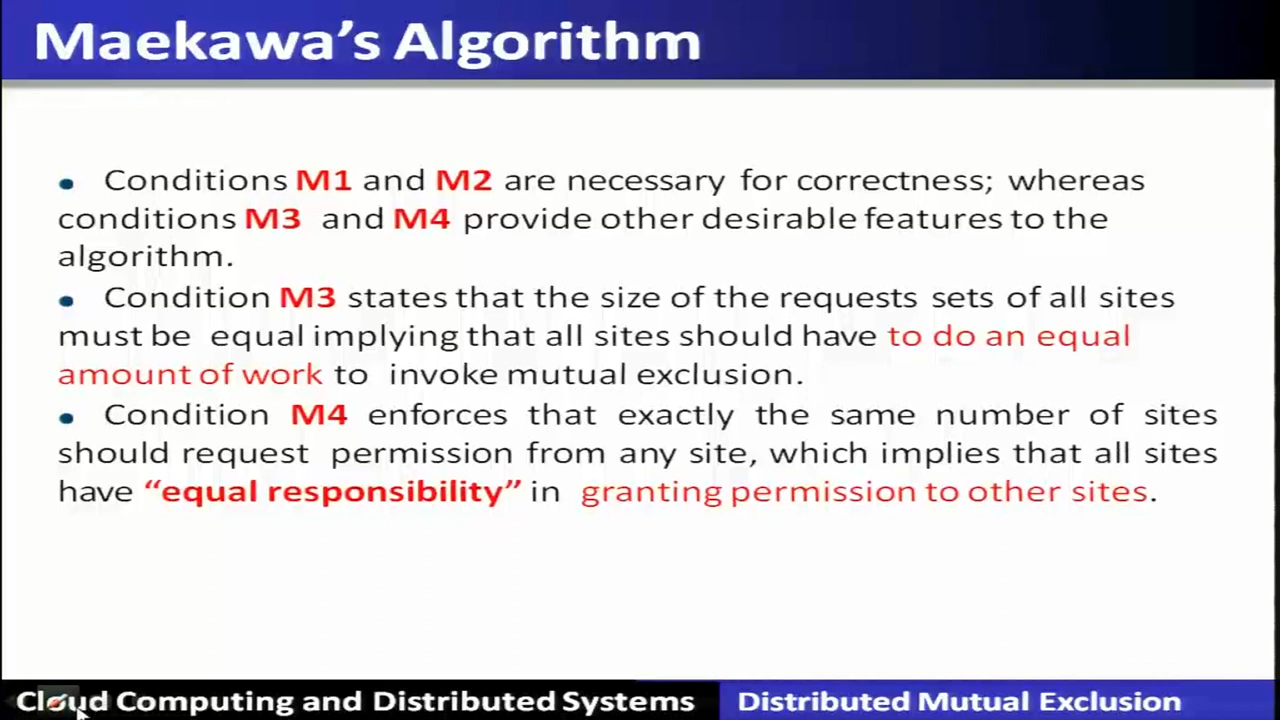 Maekawa's Algorithm
• Conditions M1 and M2 are necessary for correctness; whereas
conditions M3 and M4 provide other desirable features to the
algorithm.
• Condition M3 states that the size of the requests sets of all sites
must be equal implying that all sites should have to do an equal
amount of work to invoke mutual exclusion.
• Condition M4 enforces that exactly the same number of sites
should request permission from any site, which implies that all sites
have “equal responsibility” in granting permission to other sites.
Cloud Computing and Distributed Systems
Distributed Mutual Exclusion